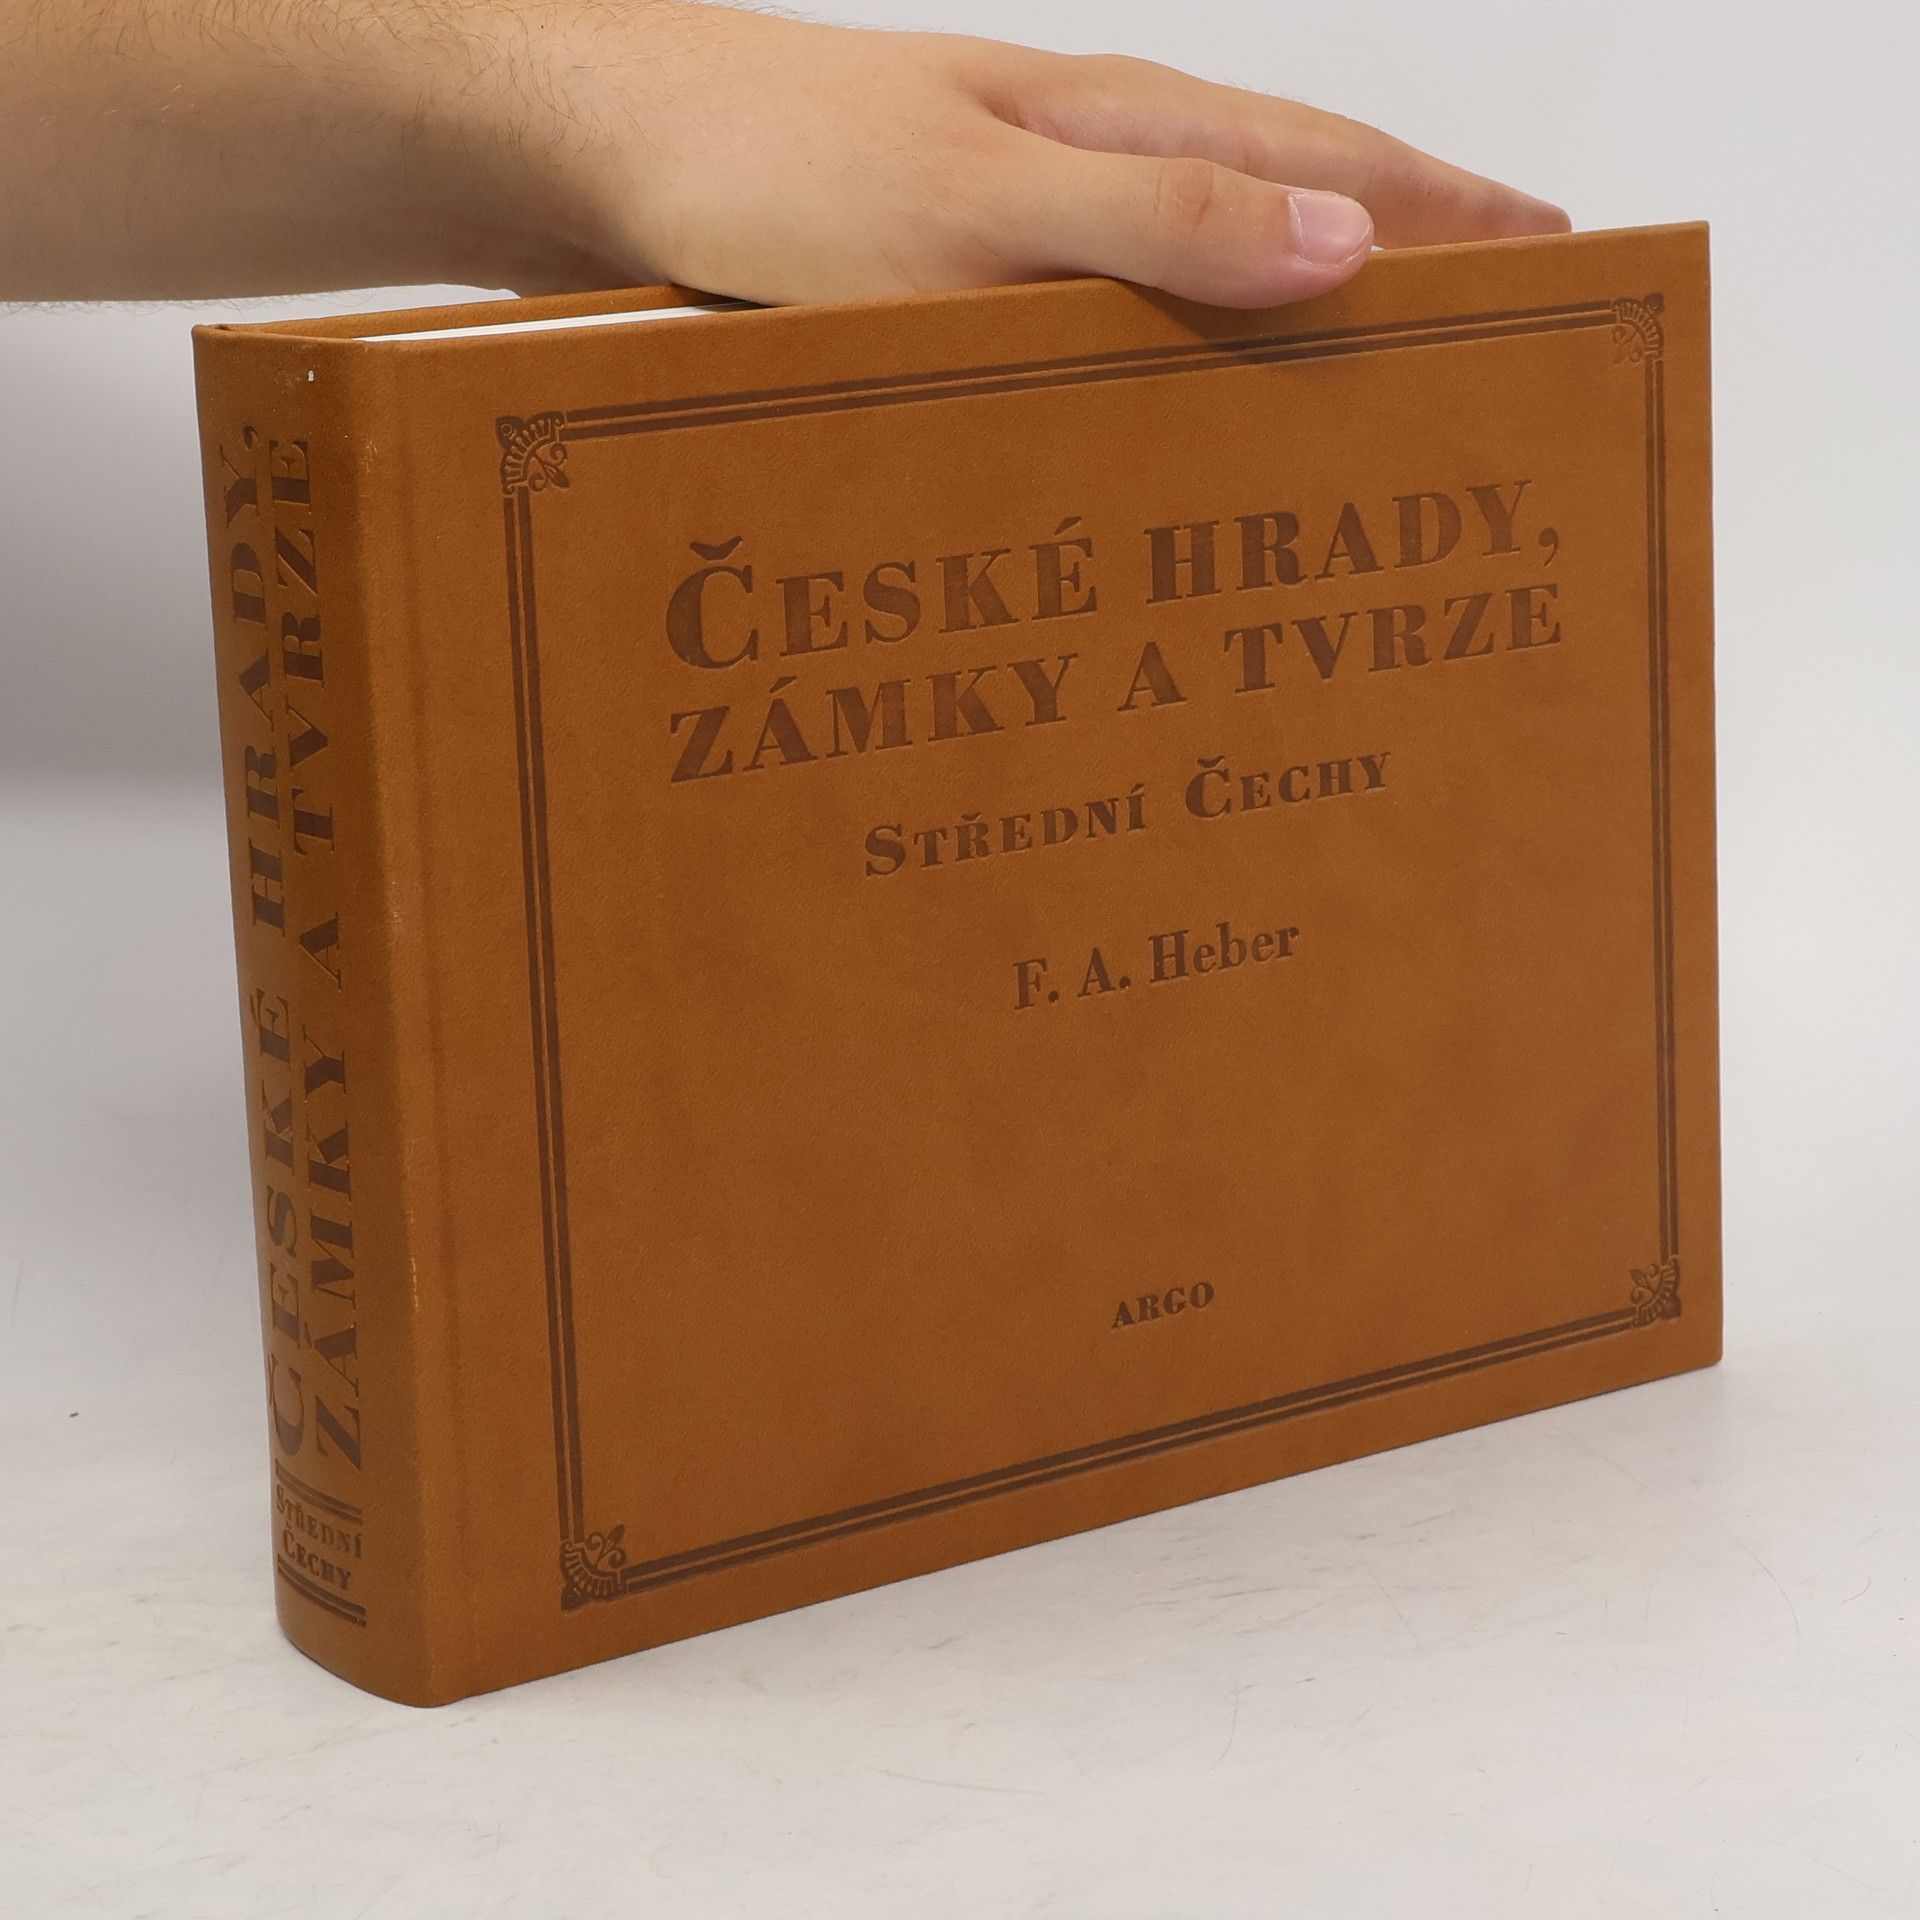 ČESKÉ HRADY,
ZÁMKY A TVRZE
STŘEDNÍ
ČECHY
ČESKÉ HRADY,
ZÁMKY A TVRZE
STŘEDNÍ ČECHY
F. A. Heber
ARGO